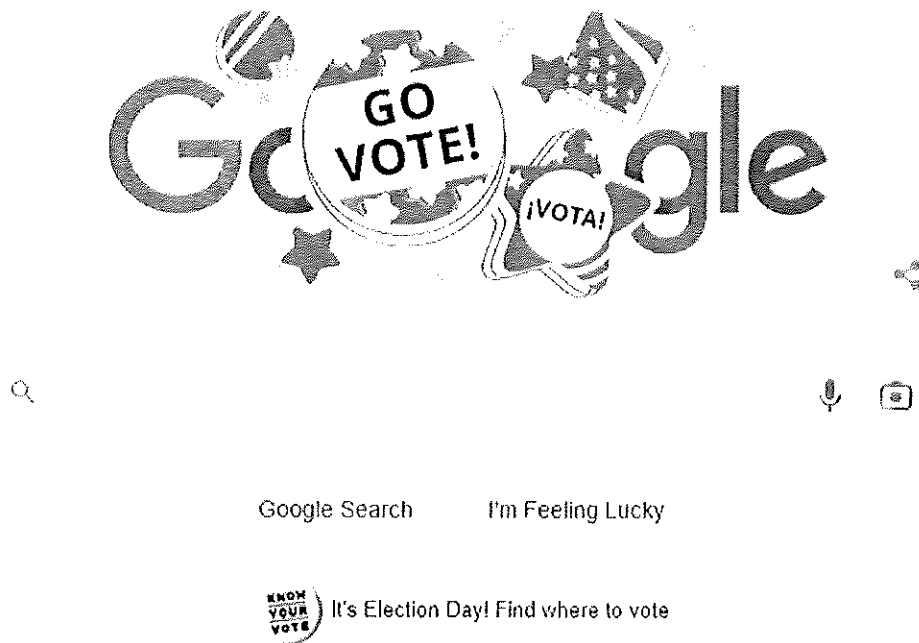 Google
GO
VOTE!
¡VOTA!
Google Search
I'm Feeling Lucky
KNOW
YOUR
VOTE
It's Election Day! Find where to vote